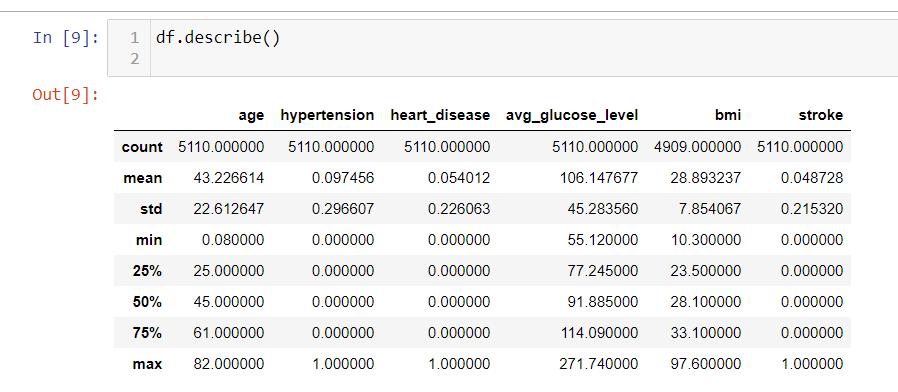 In [9]: 1 df.describe()
2
Out[9]:
age hypertension heart_disease avg_glucose_level bmi stroke
count 5110.000000 5110.000000 5110.000000 5110.000000 4909.000000 5110.000000
mean 43.226614 0.097456 0.054012 106.147677 28.893237 0.048728
std 22.612647 0.296607 0.226063 45.283560 7.854067 0.215320
min 0.080000 0.000000 0.000000 55.120000 10.300000 0.000000
25% 25.000000 0.000000 0.000000 77.245000 23.500000 0.000000
50% 45.000000 0.000000 0.000000 91.885000 28.100000 0.000000
75% 61.000000 0.000000 0.000000 114.090000 33.100000 0.000000
max 82.000000 1.000000 1.000000 271.740000 97.600000 1.000000